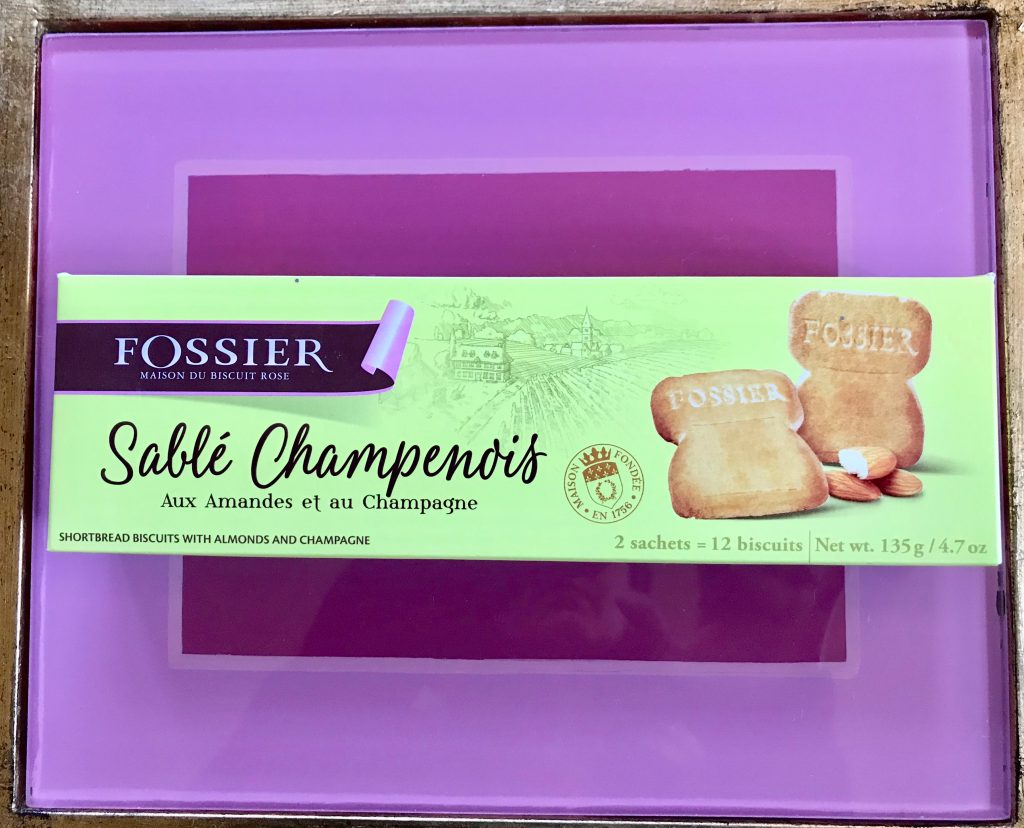 FOSSIER
MAISON DU BISCUIT ROSE
Sablé Champenois
Aux Amandes et au Champagne
SHORTBREAD BISCUITS WITH ALMONDS AND CHAMPAGNE
MAISON FONDÉE
• EN 1756 •
FOSSIER
FOSSIER
2 sachets = 12 biscuits | Net wt. 135 g / 4.7 oz